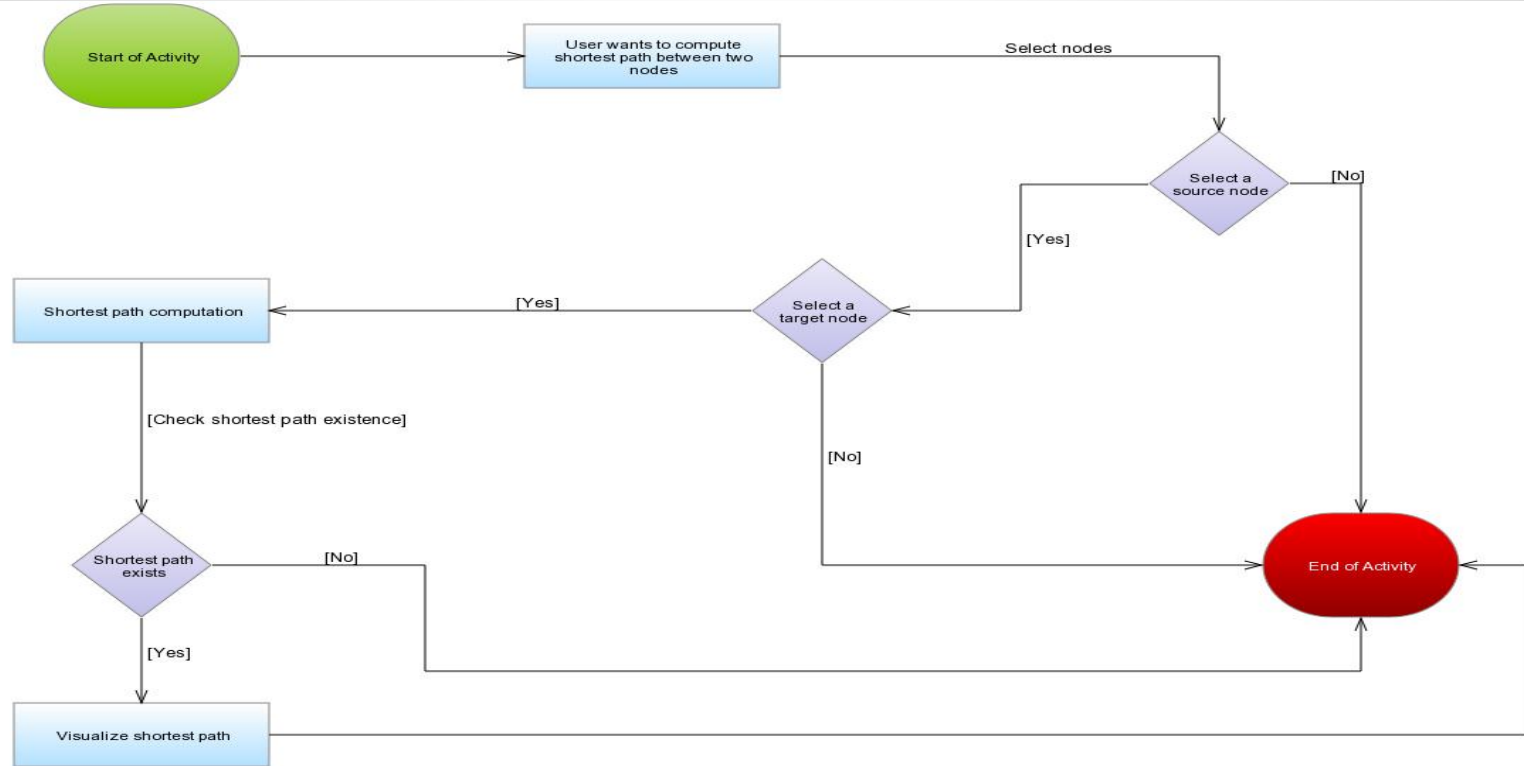 Start of Activity
User wants to compute
shortest path between two
nodes
Select nodes
Select a
source node
[No]
[Yes]
Select a
target node
[Yes]
Shortest path computation
[Check shortest path existence]
[No]
Shortest path
exists
[No]
End of Activity
[Yes]
Visualize shortest path